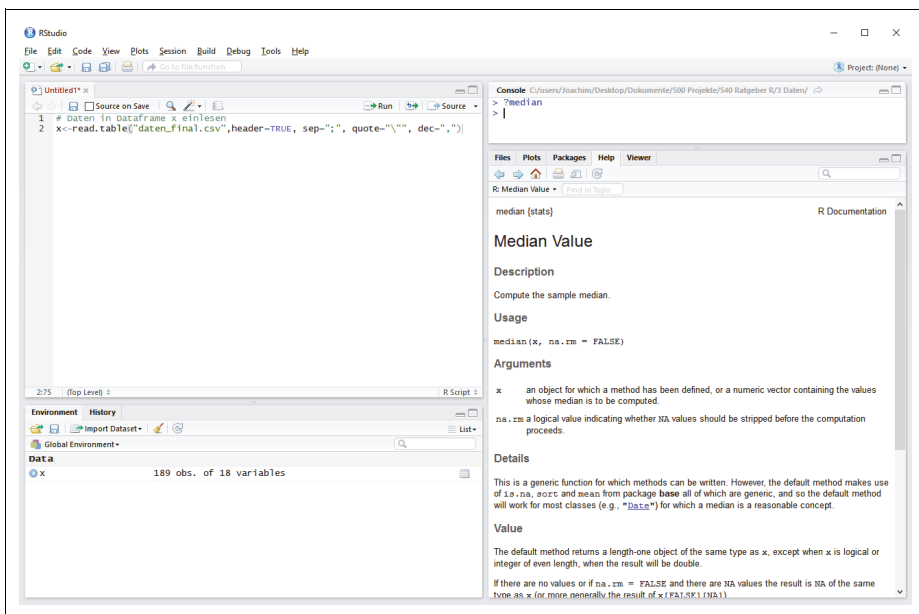 RStudio
File Edit Code View Plots Session Build Debug Tools Help
Go to file/function
Project: (None)
Untitled1*
Source on Save
Run
Source
1 # Daten in Dataframe x einlesen
2 x<-read.table("daten_final.csv",header=TRUE, sep=";", quote="\"", dec=",")
2:75 (Top Level) R Script
Environment History
Import Dataset
List
Global Environment
Data
x 189 obs. of 18 variables
Console C:/users/Joachim/Desktop/Dokumente/500 Projekte/540 Ratgeber R/3 Daten/
> ?median
>
Files Plots Packages Help Viewer
R: Median Value Find in Topic
median {stats} R Documentation
Median Value
Description
Compute the sample median.
Usage
median(x, na.rm = FALSE)
Arguments
x an object for which a method has been defined, or a numeric vector containing the values
whose median is to be computed.
na.rm a logical value indicating whether NA values should be stripped before the computation
proceeds.
Details
This is a generic function for which methods can be written. However, the default method makes use
of is.na, sort and mean from package base all of which are generic, and so the default method
will work for most classes (e.g., "Date") for which a median is a reasonable concept.
Value
The default method returns a length-one object of the same type as x, except when x is logical or
integer of even length, when the result will be double.
If there are no values or if na.rm = FALSE and there are NA values the result is NA of the same
type as x (or more generally the result of x[FALSE][NA]).